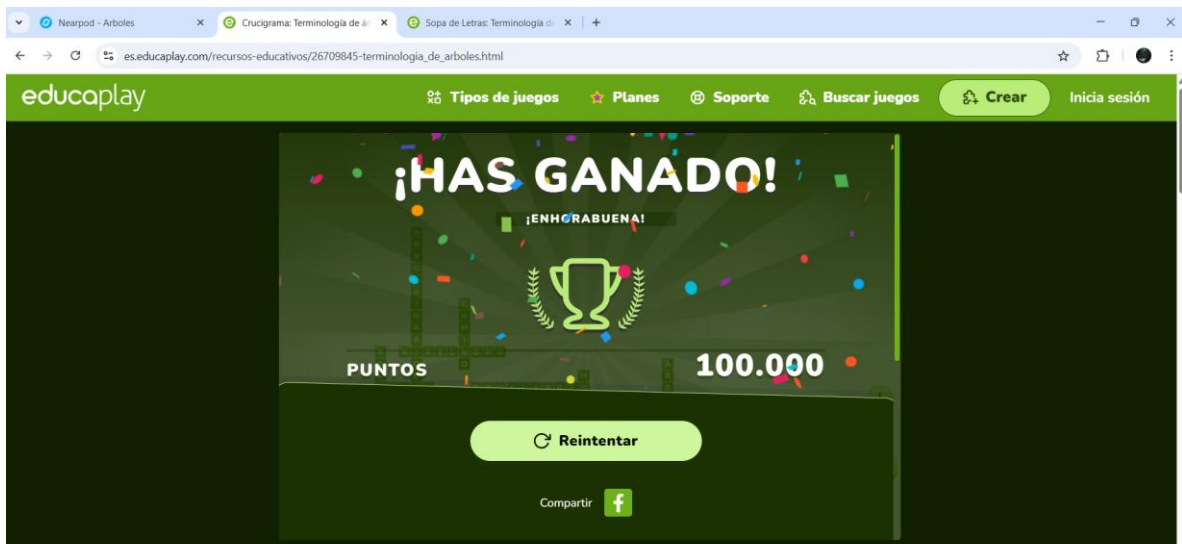 Nearpod - Arboles
Crucigrama: Terminología de ár
Sopa de Letras: Terminología d
es.educaplay.com/recursos-educativos/26709845-terminologia_de_arboles.html
educaplay
Tipos de juegos
Planes
Soporte
Buscar juegos
Crear
Inicia sesión
¡HAS GANADO!
¡ENHORABUENA!
PUNTOS 100.000
Reintentar
Compartir